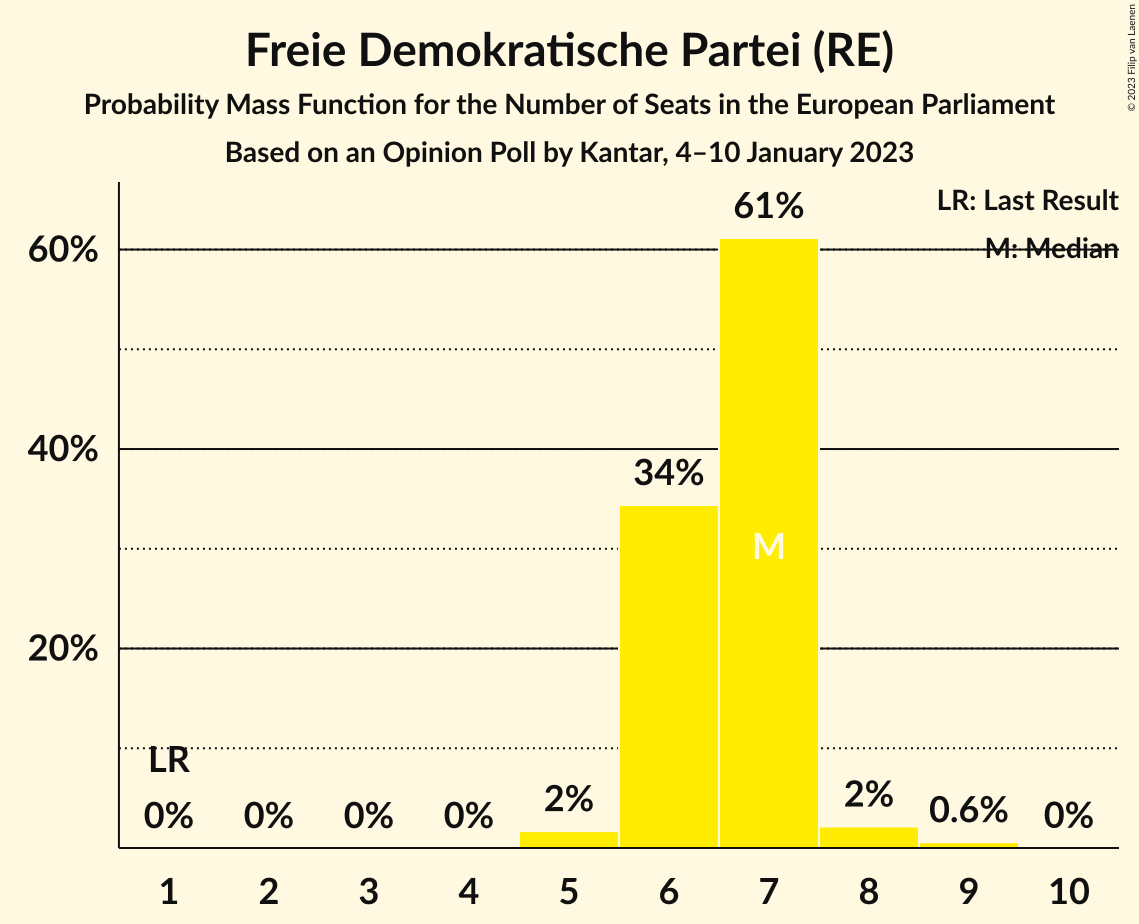 Freie Demokratische Partei (RE)
Probability Mass Function for the Number of Seats in the European Parliament
Based on an Opinion Poll by Kantar, 4–10 January 2023
© 2023 Filip van Laenen
LR: Last Result
M: Median
60%
40%
20%
61%
34%
M
LR
0%
0%
0%
0%
2%
2%
0.6%
0%
1
2
3
4
5
6
7
8
9
10